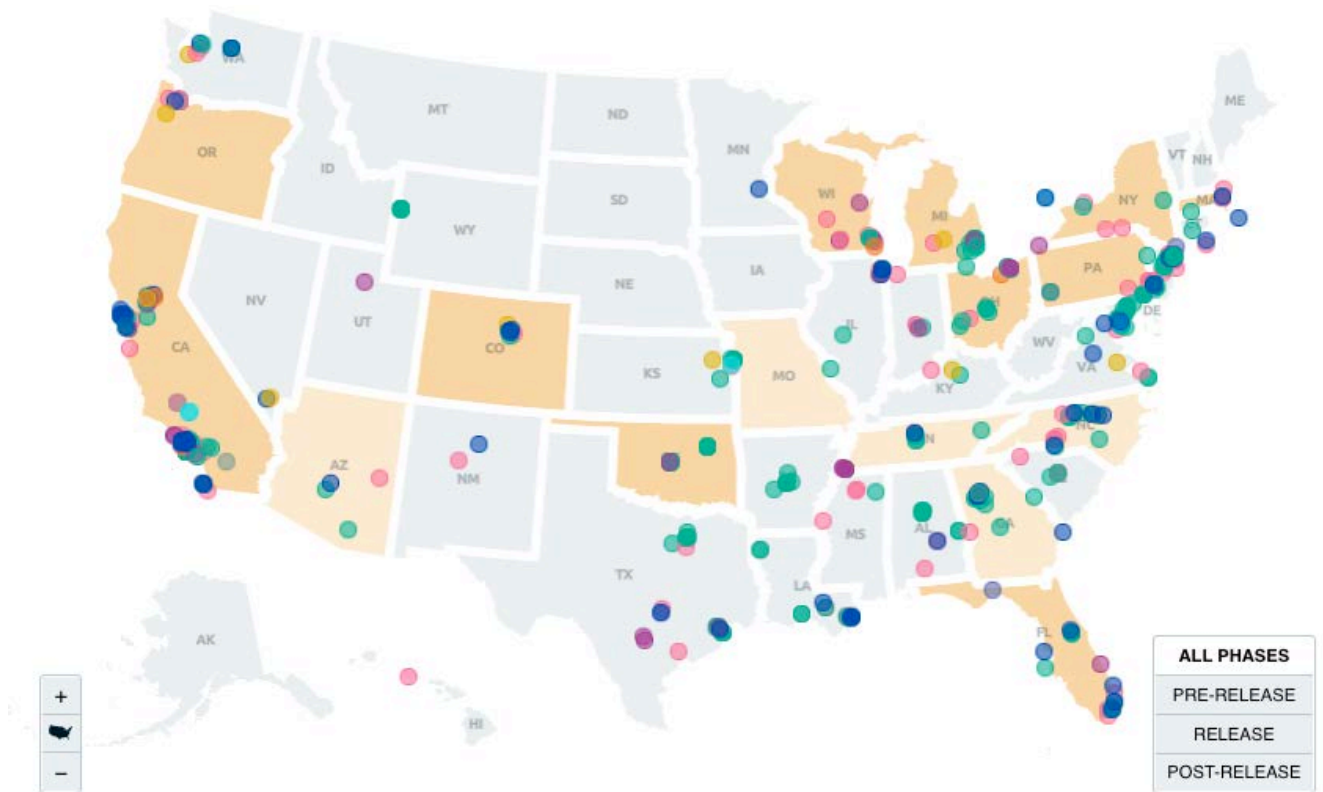 WA
MT
ND
MN
ME
VT
NH
OR
ID
SD
WI
MI
NY
MA
WY
IA
PA
NE
NV
UT
CO
CA
IL
OH
DE
WV
VA
KS
MO
KY
NC
AZ
NM
TN
AL
GA
MS
TX
LA
AK
FL
HI
ALL PHASES
PRE-RELEASE
RELEASE
POST-RELEASE
+
−